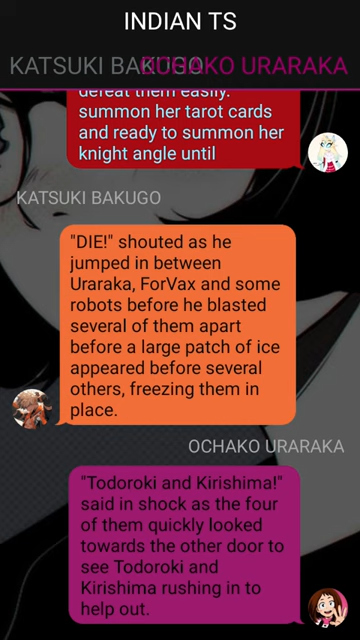 INDIAN TS
KATSUKI BAKUGO
OCHAKO URARAKA
defeat them easily.
summon her tarot cards
and ready to summon her
knight angle until
KATSUKI BAKUGO
"DIE!" shouted as he
jumped in between
Uraraka, ForVax and some
robots before he blasted
several of them apart
before a large patch of ice
appeared before several
others, freezing them in
place.
OCHAKO URARAKA
"Todoroki and Kirishima!"
said in shock as the four
of them quickly looked
towards the other door to
see Todoroki and
Kirishima rushing in to
help out.